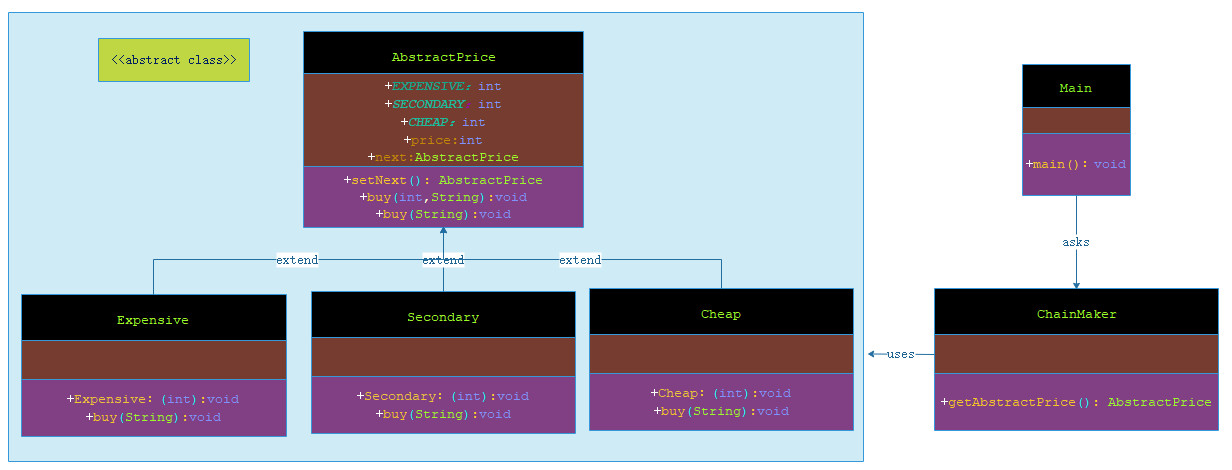 <<abstract class>>
AbstractPrice
+EXPENSIVE: int
+SECONDARY int
+CHEAP: int
+price:int
+next:AbstractPrice
+setNext(): AbstractPrice
+buy(int,String):void
+buy(String):void
extend
extend
extend
Expensive
+Expensive: (int):void
+buy(String):void
Secondary
+Secondary: (int):void
+buy(String):void
Cheap
+Cheap: (int):void
+buy(String):void
Main
+main(): void
asks
ChainMaker
uses
+getAbstractPrice(): AbstractPrice